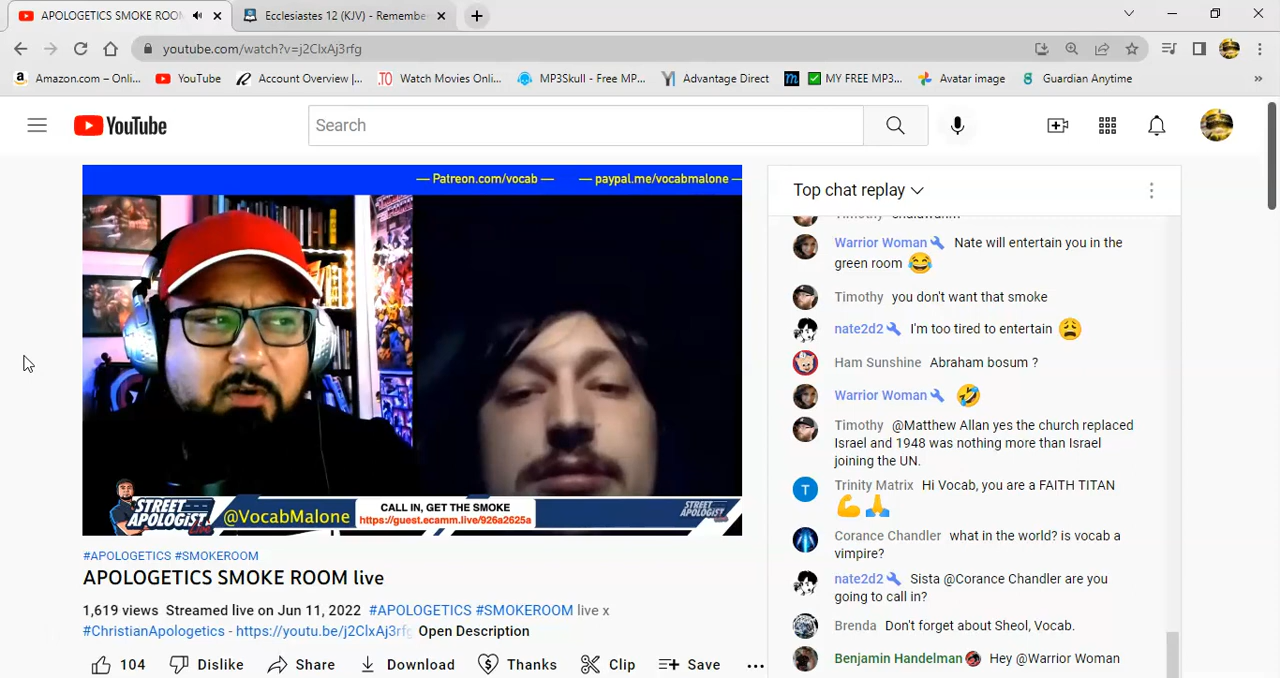 APOLOGETICS SMOKE ROOM
Ecclesiastes 12 (KJV) - Remembe
youtube.com/watch?v=j2ClxAj3rfg
Amazon.com – Onli...
YouTube
Account Overview |...
.TO Watch Movies Onl...
MP3Skull - Free MP...
Advantage Direct
m MY FREE MP3...
Avatar image
Guardian Anytime
»
YouTube
Search
— Patreon.com/vocab — — paypal.me/vocabmalone —
STREET
APOLOGIST
Live
@VocabMalone
CALL IN, GET THE SMOKE
https://guest.ecamm.live/926a2625a
STREET
APOLOGIST
#APOLOGETICS #SMOKEROOM
APOLOGETICS SMOKE ROOM live
1,619 views Streamed live on Jun 11, 2022 #APOLOGETICS #SMOKEROOM live x
#ChristianApologetics - https://youtu.be/j2ClxAj3rfg Open Description
104 Dislike Share Download Thanks Clip Save ...
Top chat replay
Timothy
Warrior Woman Nate will entertain you in the
green room 😂
Timothy you don't want that smoke
nate2d2 I'm too tired to entertain 😩
Ham Sunshine Abraham bosum ?
Warrior Woman 🤣
Timothy @Matthew Allan yes the church replaced
Israel and 1948 was nothing more than Israel
joining the UN.
T
Trinity Matrix Hi Vocab, you are a FAITH TITAN
💪🙏
Corance Chandler what in the world? is vocab a
vimpire?
nate2d2 Sista @Corance Chandler are you
going to call in?
Brenda Don't forget about Sheol, Vocab.
Benjamin Handelman Hey @Warrior Woman